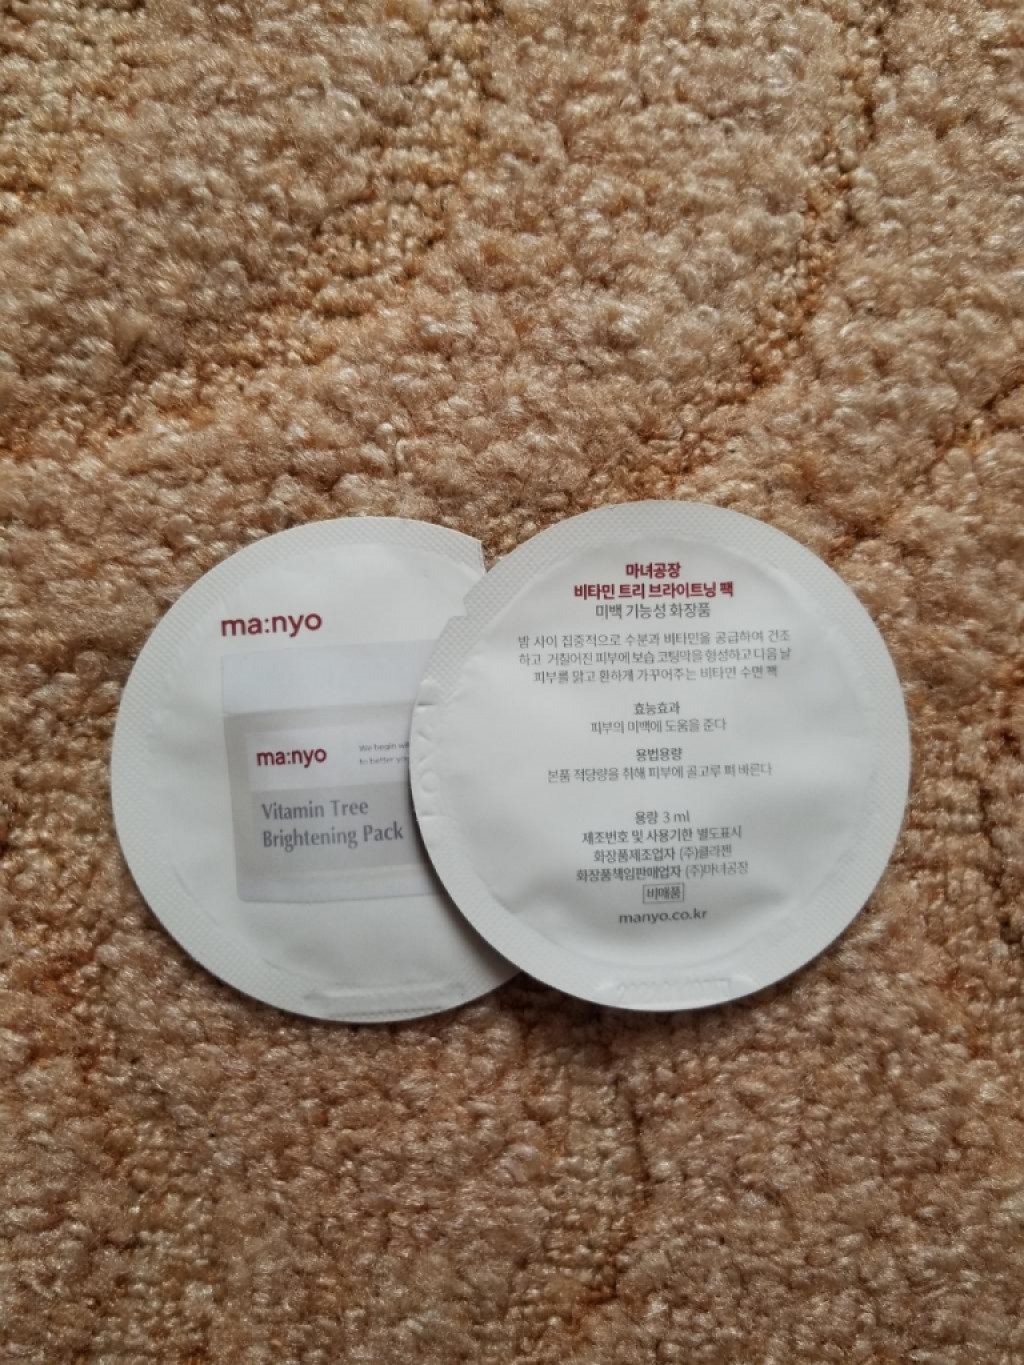 ma:nyo
ma:nyo
We begin
to better
Vitamin Tree
Brightening Pack
마녀공장
비타민 트리 브라이트닝 팩
미백 기능성 화장품
밤 사이 집중적으로 수분과 비타민을 공급하여 건조
하고 거칠어진 피부에 보습 코팅막을 형성하고 다음 날
피부를 맑고 환하게 가꾸어주는 비타민 수면 팩
효능효과
피부의 미백에 도움을 준다
용법용량
본품 적당량을 취해 피부에 골고루 펴 바른다
용량 3 ml
제조번호 및 사용기한 별도표시
화장품제조업자 (주)콜라젠
화장품책임판매업자 (주)마녀공장
비매품
manyo.co.kr